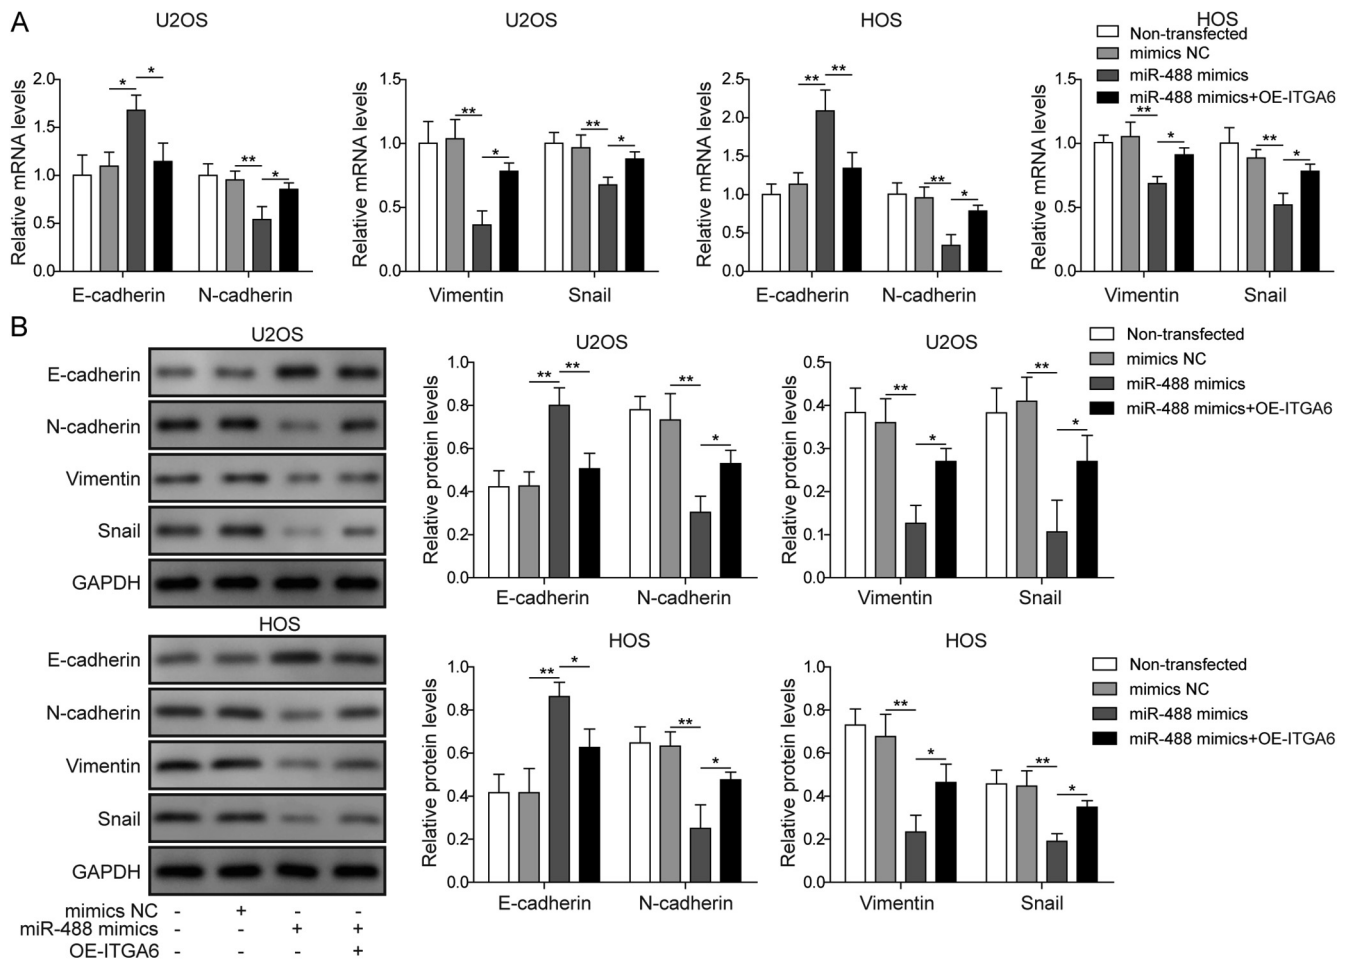 A
U2OS
Relative mRNA levels
2.0
1.5
1.0
0.5
0.0
* * ** *
E-cadherin N-cadherin
U2OS
Relative mRNA levels
1.5
1.0
0.5
0.0
** * ** *
Vimentin Snail
HOS
Relative mRNA levels
2.5
2.0
1.5
1.0
0.5
0.0
** ** ** *
E-cadherin N-cadherin
HOS
Non-transfected
mimics NC
miR-488 mimics
miR-488 mimics+OE-ITGA6
Relative mRNA levels
1.5
1.0
0.5
0.0
** * ** *
Vimentin Snail
B
U2OS
E-cadherin
N-cadherin
Vimentin
Snail
GAPDH
HOS
E-cadherin
N-cadherin
Vimentin
Snail
GAPDH
mimics NC - + - -
miR-488 mimics - - + +
OE-ITGA6 - - - +
U2OS
Relative protein levels
1.0
0.8
0.6
0.4
0.2
0.0
** ** ** *
E-cadherin N-cadherin
U2OS
Relative protein levels
0.5
0.4
0.3
0.2
0.1
0.0
** * ** *
Vimentin Snail
Non-transfected
mimics NC
miR-488 mimics
miR-488 mimics+OE-ITGA6
HOS
Relative protein levels
1.0
0.8
0.6
0.4
0.2
0.0
** * ** *
E-cadherin N-cadherin
HOS
Relative protein levels
1.0
0.8
0.6
0.4
0.2
0.0
** * ** *
Vimentin Snail
Non-transfected
mimics NC
miR-488 mimics
miR-488 mimics+OE-ITGA6